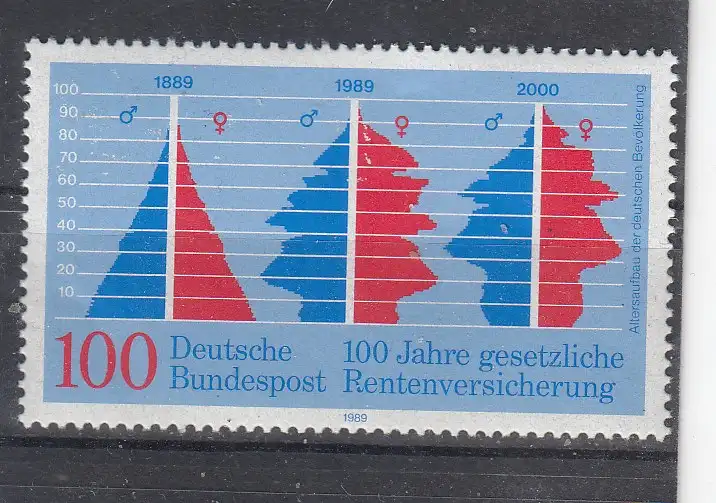 1889 1989 2000
♂ ♀ ♂ ♀ ♂ ♀
100
90
80
70
60
50
40
30
20
10
Altersaufbau der deutschen Bevölkerung
100 Deutsche Bundespost
100 Jahre gesetzliche
Rentenversicherung
1989